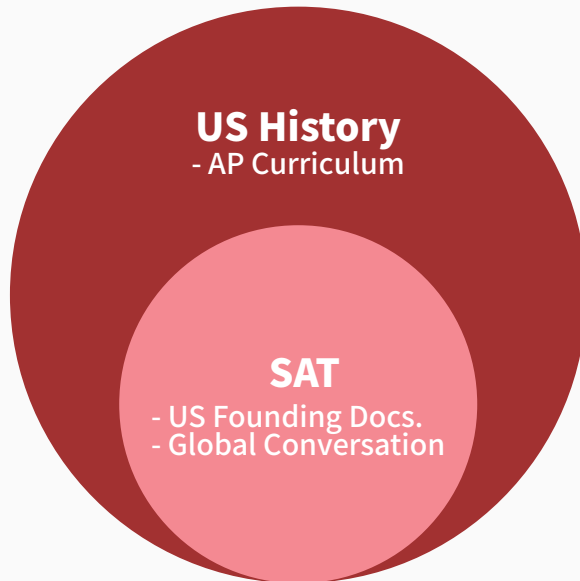 US History
- AP Curriculum
SAT
- US Founding Docs.
- Global Conversation